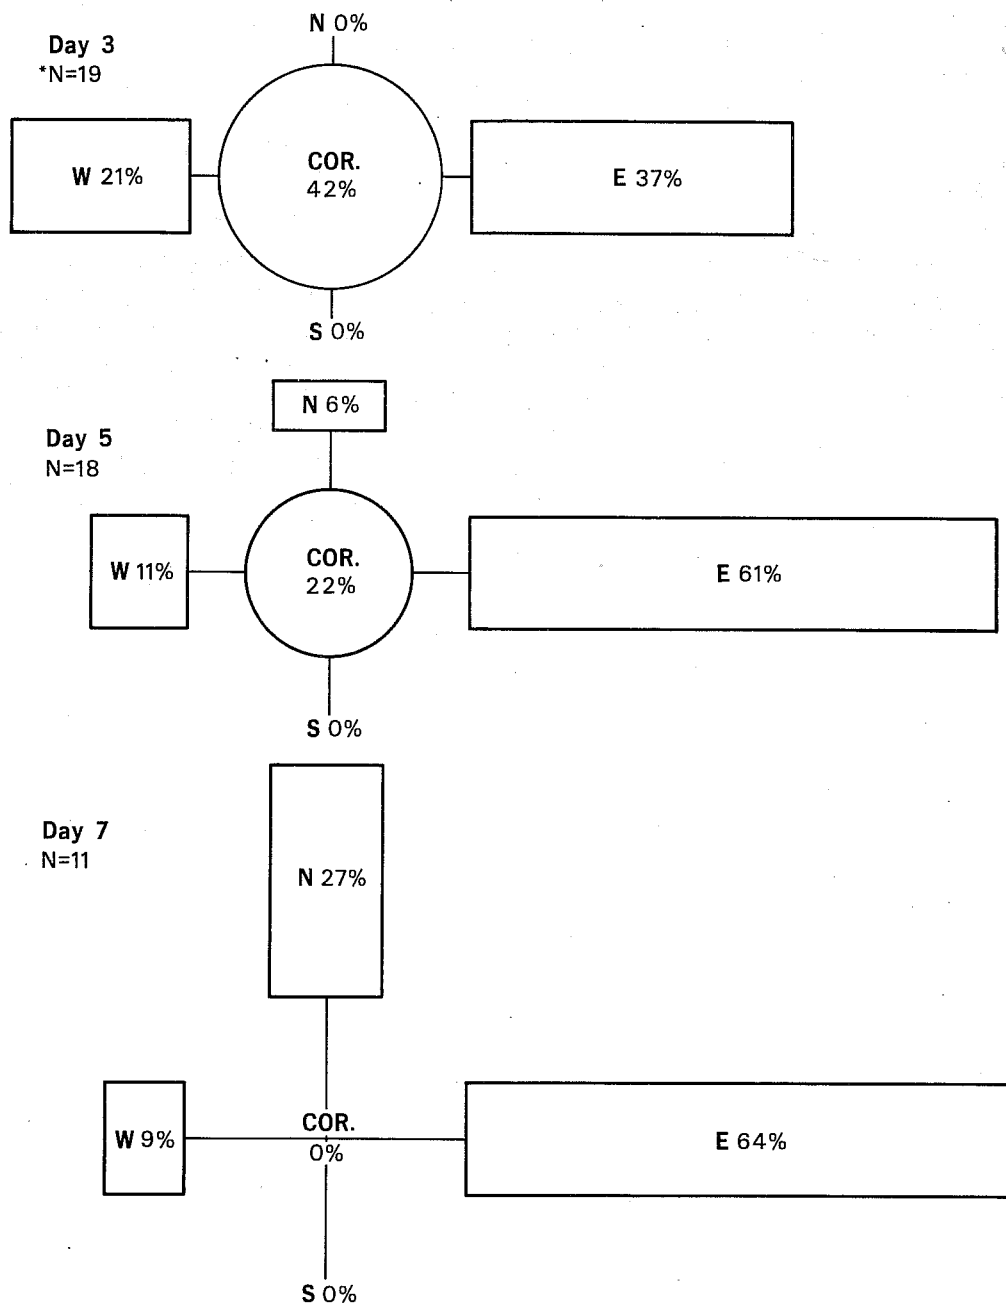 N 0%
Day 3
*N=19
W 21%
COR.
42%
E 37%
S 0%
N 6%
Day 5
N=18
W 11%
COR.
22%
E 61%
S 0%
Day 7
N=11
N 27%
W 9%
COR.
0%
E 64%
S 0%